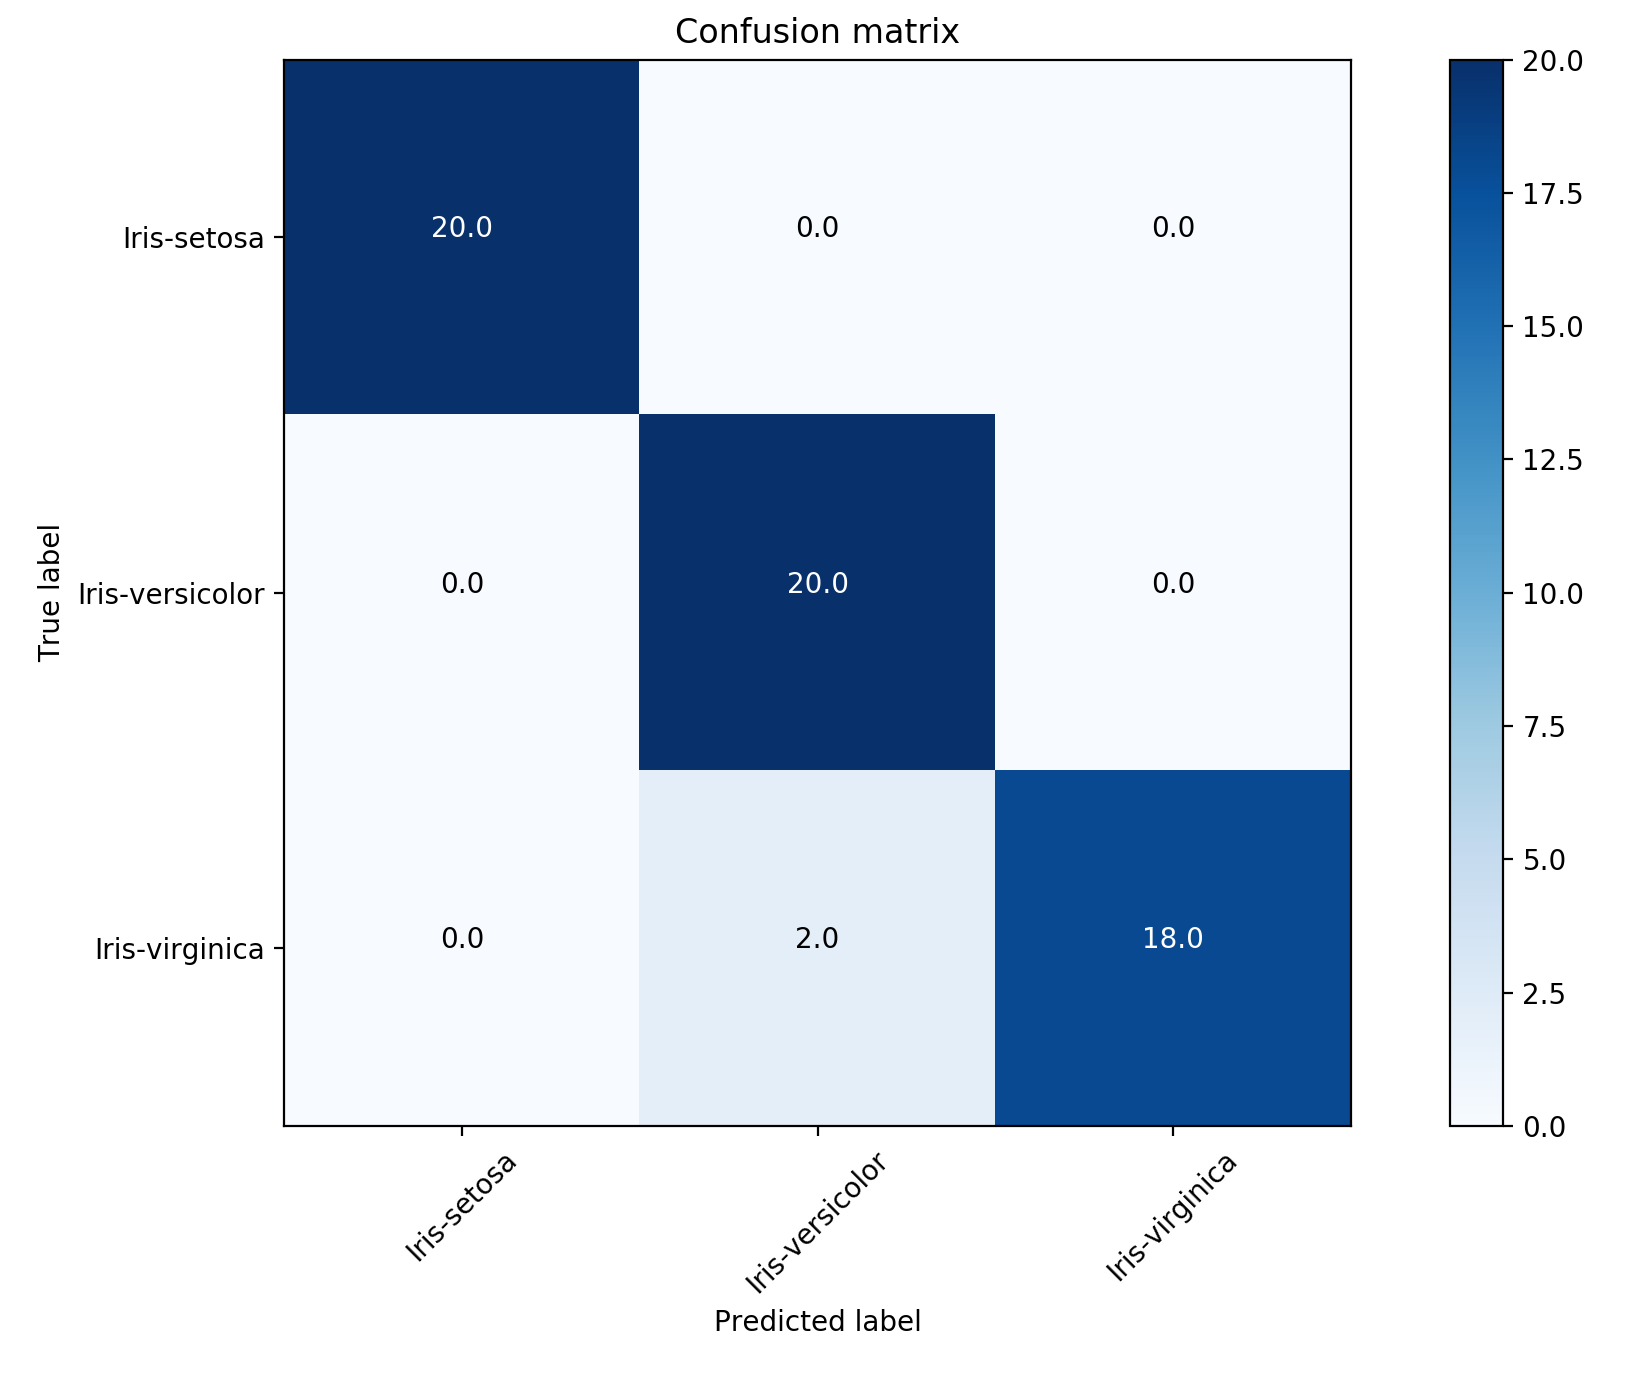 Confusion matrix
True label
Iris-setosa
Iris-versicolor
Iris-virginica
20.0 0.0 0.0
0.0 20.0 0.0
0.0 2.0 18.0
Iris-setosa
Iris-versicolor
Iris-virginica
Predicted label
20.0
17.5
15.0
12.5
10.0
7.5
5.0
2.5
0.0